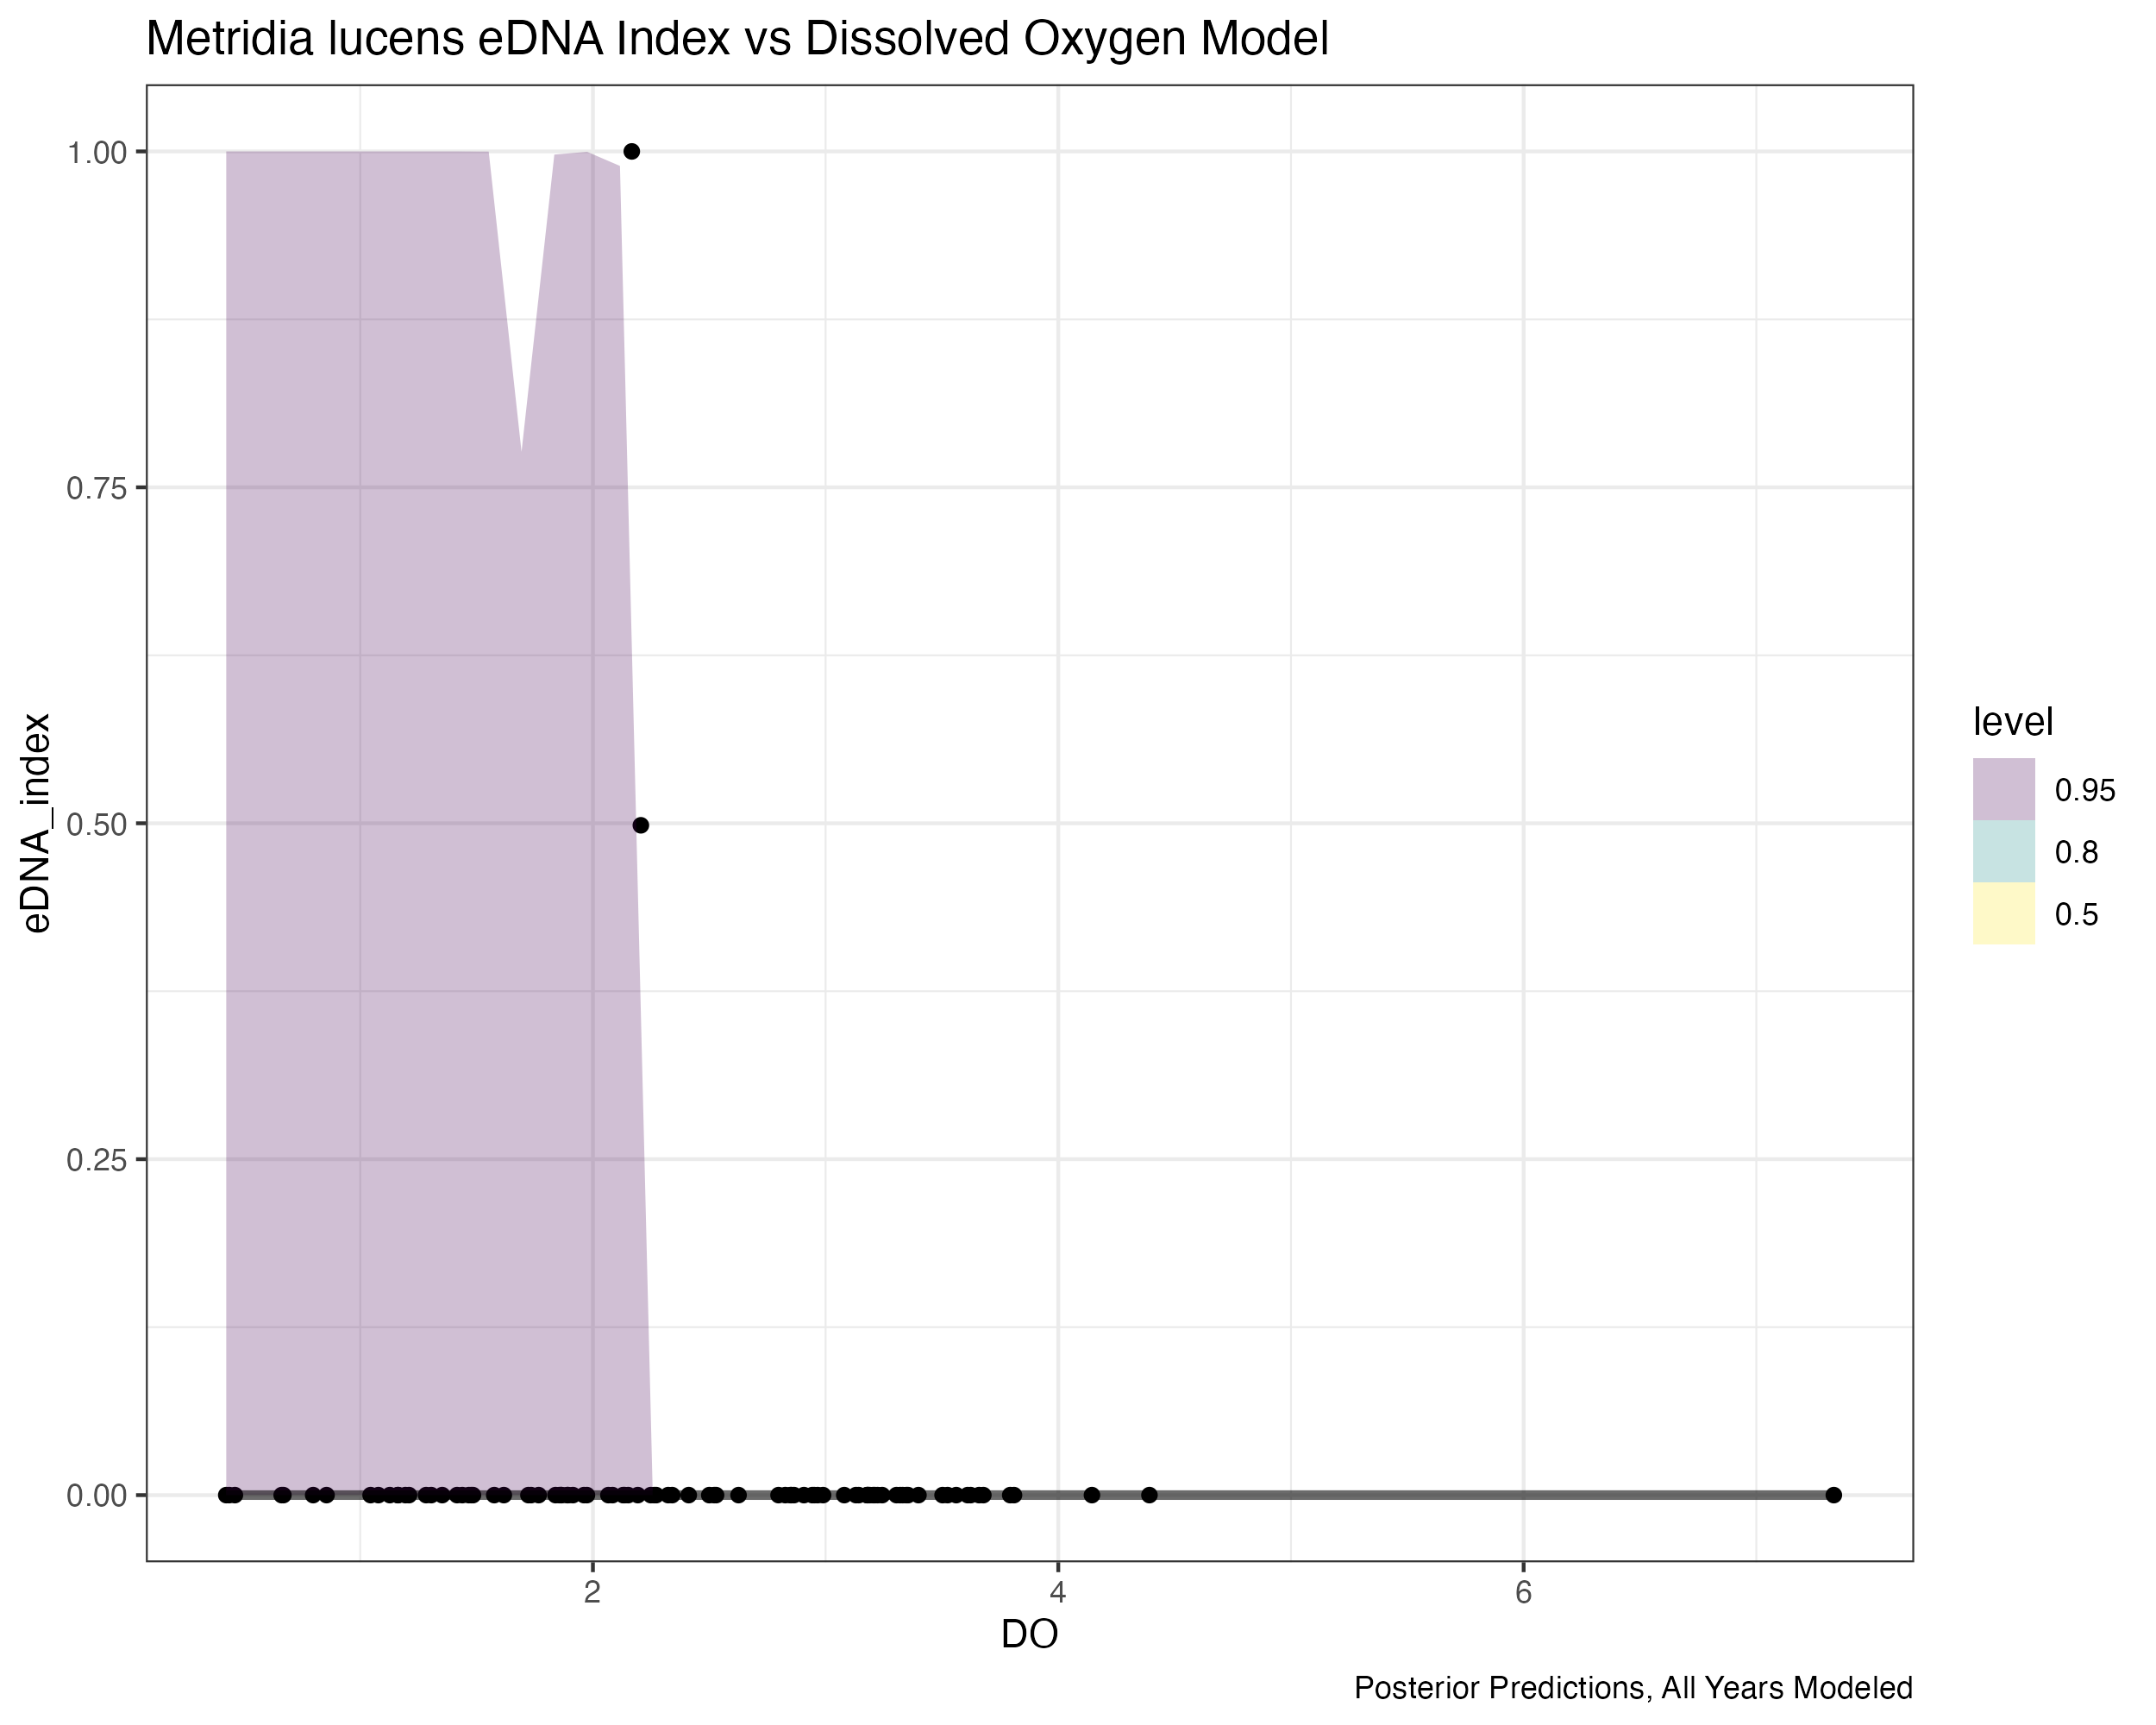 Metridia lucens eDNA Index vs Dissolved Oxygen Model
1.00
0.75
0.50
0.25
0.00
eDNA_index
2
4
6
DO
level
0.95
0.8
0.5
Posterior Predictions, All Years Modeled